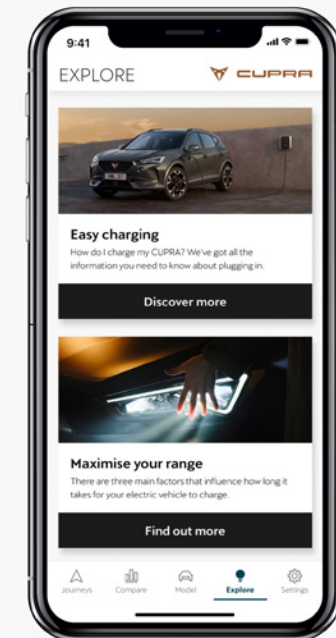 9:41
EXPLORE
CUPRA
Easy charging
How do I charge my CUPRA? We've got all the
information you need to know about plugging in.
Discover more
Maximise your range
There are three main factors that influence how long it
takes for your electric vehicle to charge.
Find out more
Journeys Compare Model Explore Settings